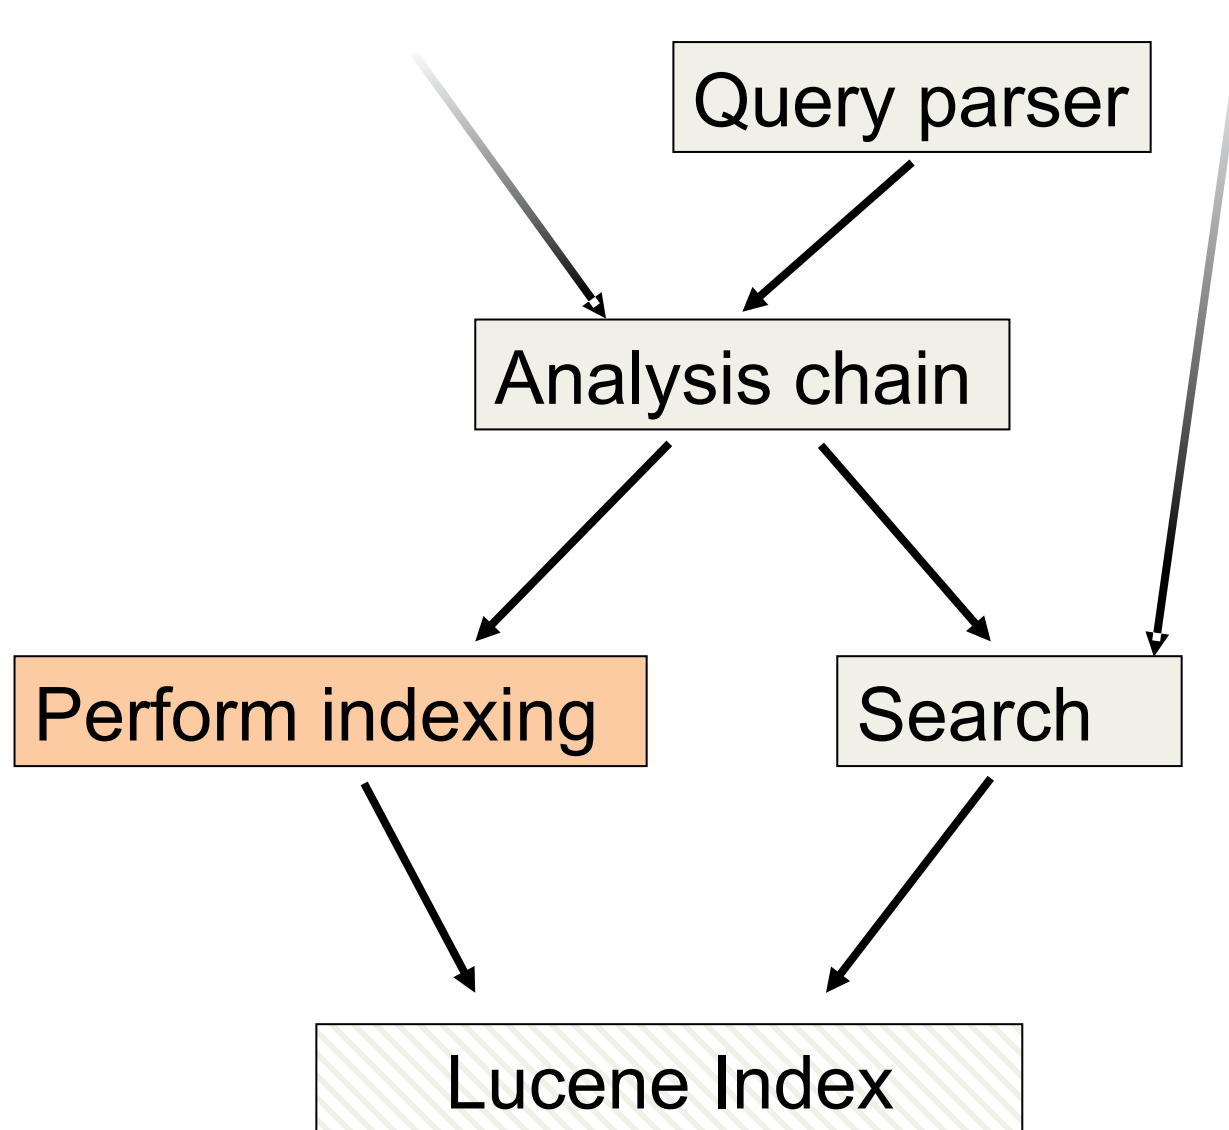 Query parser
Analysis chain
Perform indexing
Search
Lucene Index